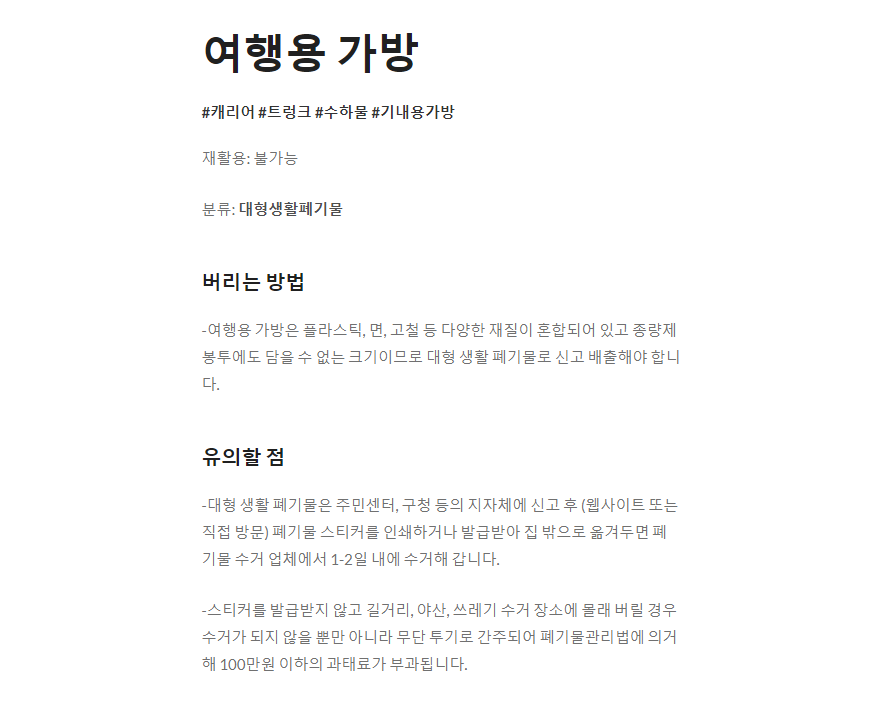 여행용 가방
#캐리어 #트렁크 #수하물 #기내용가방
재활용: 불가능
분류: 대형생활폐기물
버리는 방법
-여행용 가방은 플라스틱, 면, 고철 등 다양한 재질이 혼합되어 있고 종량제
봉투에도 담을 수 없는 크기이므로 대형 생활 폐기물로 신고 배출해야 합니
다.
유의할 점
-대형 생활 폐기물은 주민센터, 구청 등의 지자체에 신고 후 (웹사이트 또는
직접 방문) 폐기물 스티커를 인쇄하거나 발급받아 집 밖으로 옮겨두면 폐
기물 수거 업체에서 1-2일 내에 수거해 갑니다.
-스티커를 발급받지 않고 길거리, 야산, 쓰레기 수거 장소에 몰래 버릴 경우
수거가 되지 않을 뿐만 아니라 무단 투기로 간주되어 폐기물관리법에 의거
해 100만원 이하의 과태료가 부과됩니다.